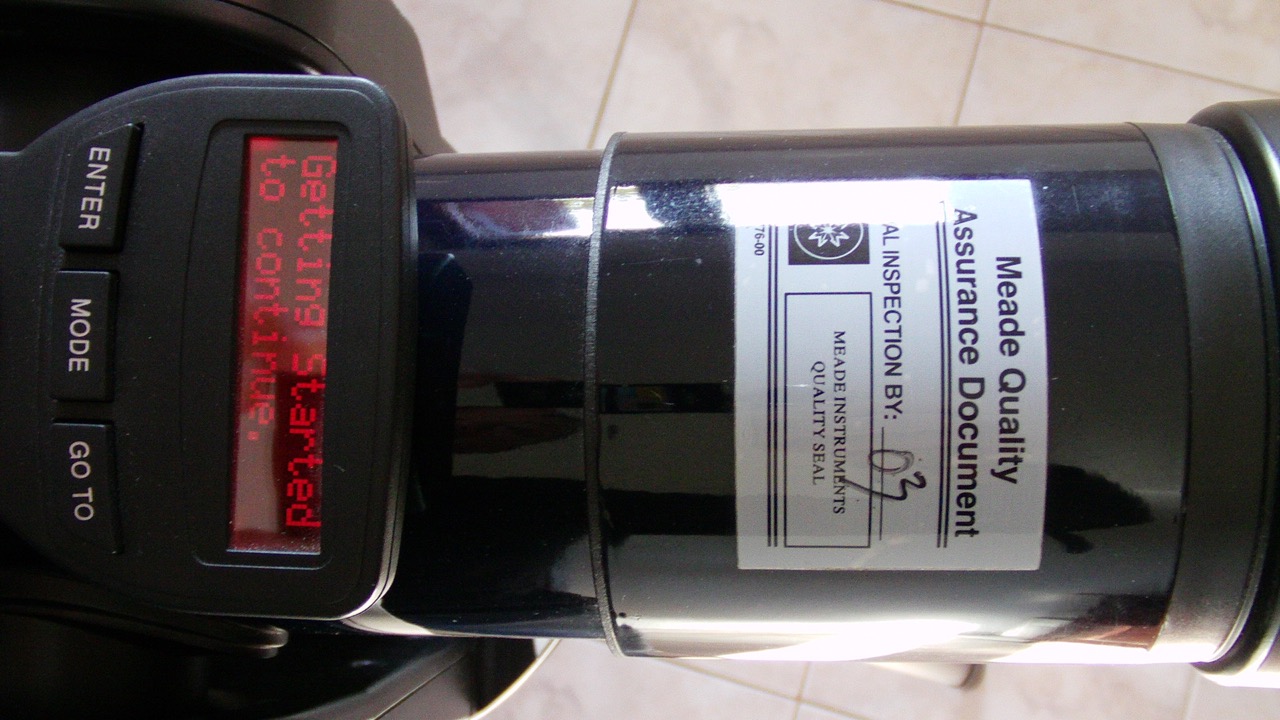 Getting Started
to continue.
ENTER
MODE
GO TO
Meade Quality
Assurance Document
AL INSPECTION BY: 03
MEADE INSTRUMENTS
QUALITY SEAL
76-00